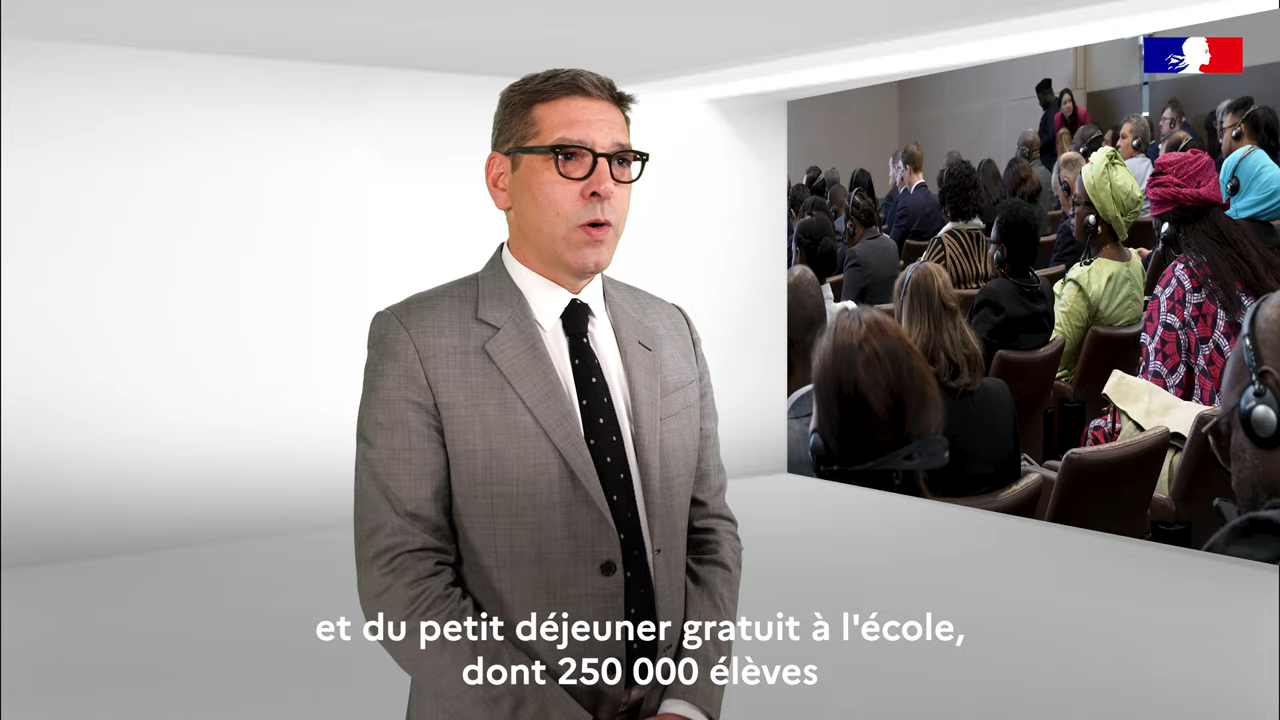 et du petit déjeuner gratuit à l'école,
dont 250 000 élèves